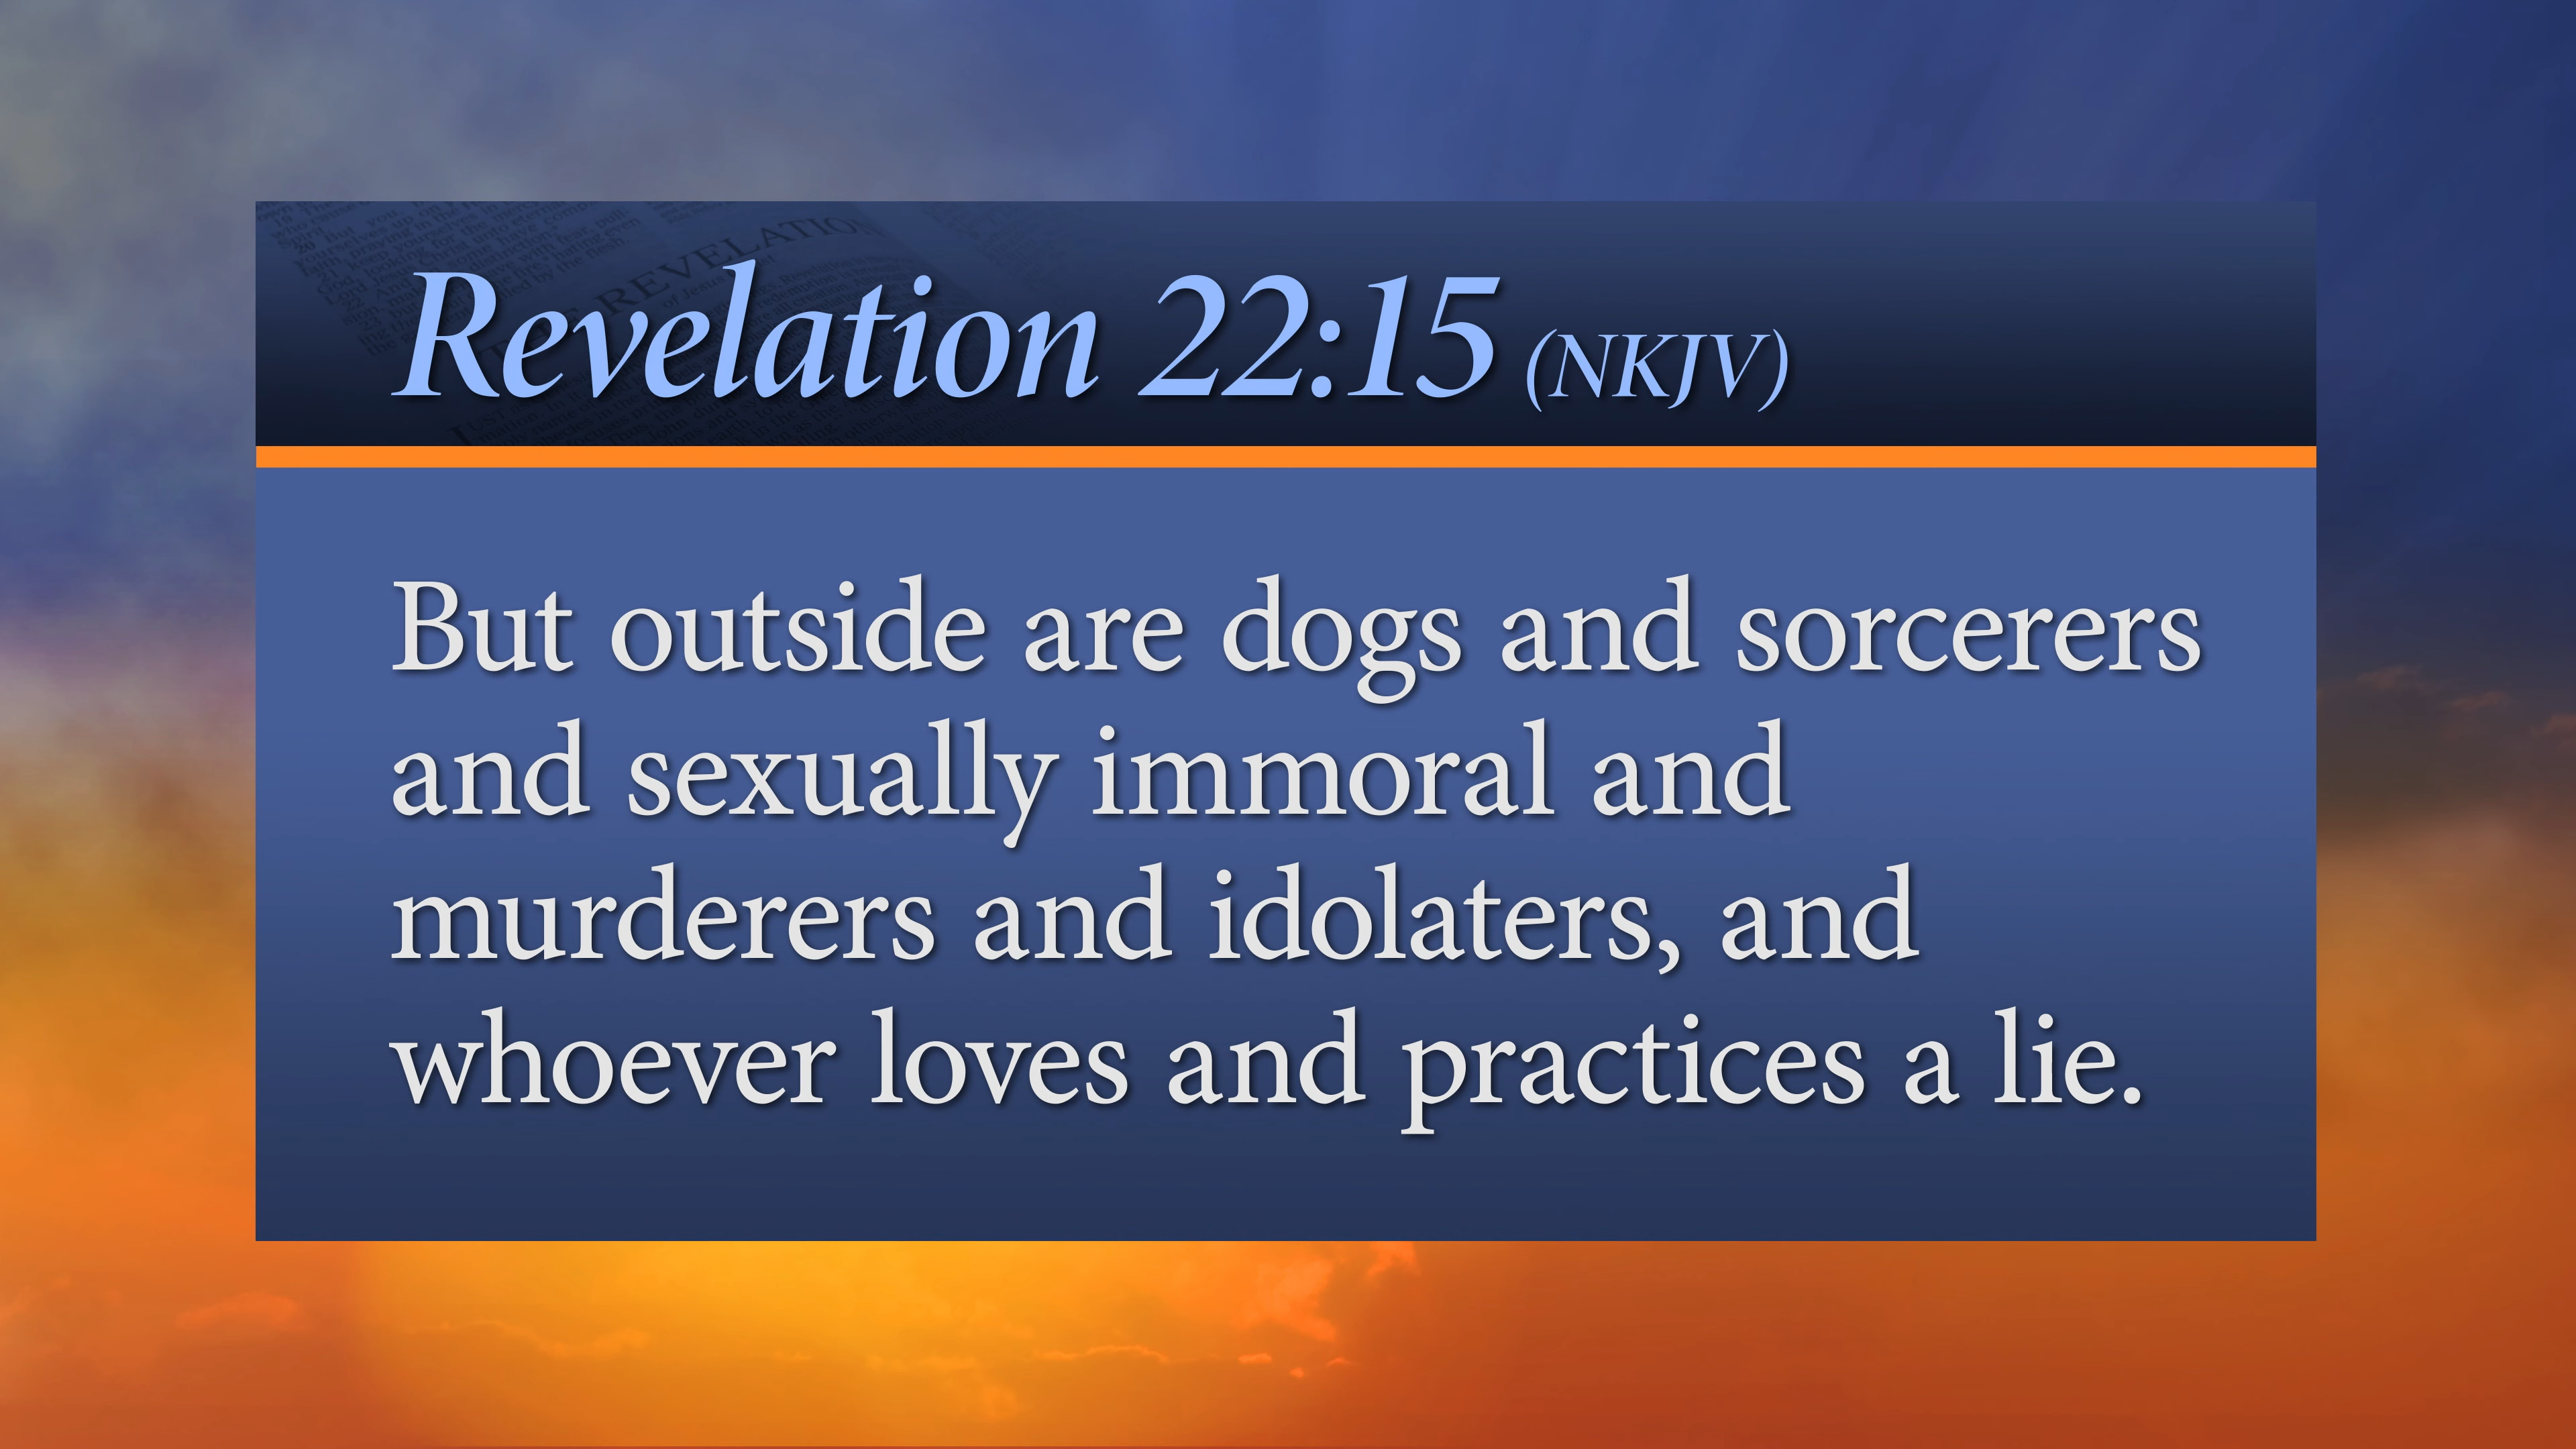 Revelation 22:15 (NKJV)
But outside are dogs and sorcerers
and sexually immoral and
murderers and idolaters, and
whoever loves and practices a lie.